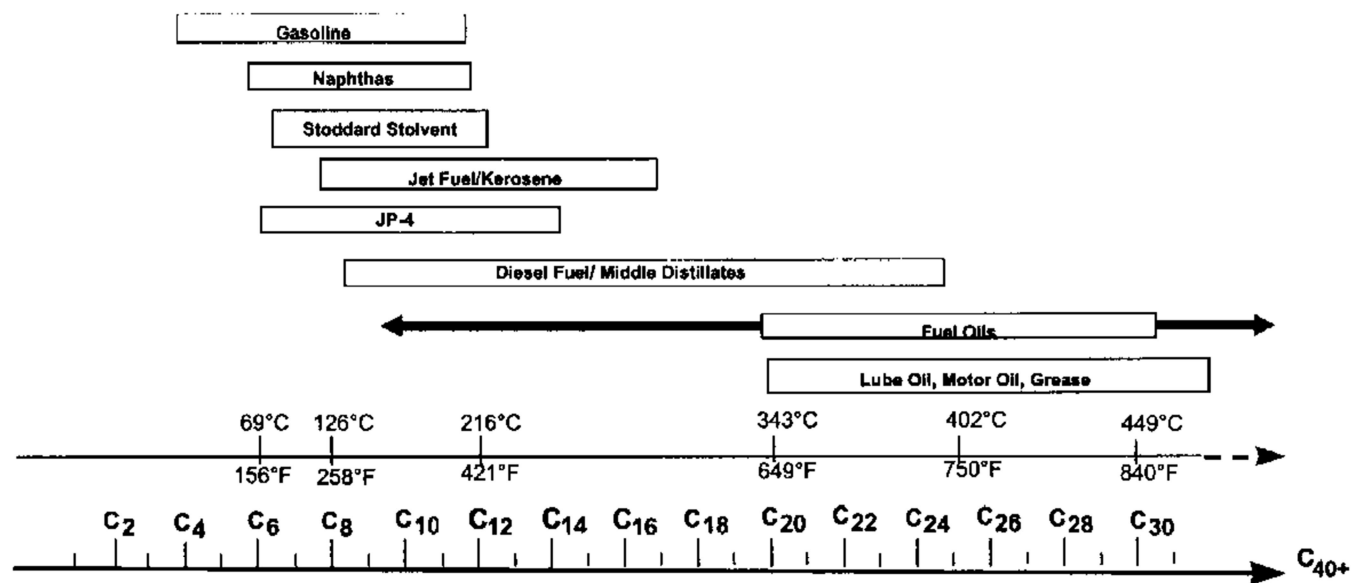 Gasoline
Naphthas
Stoddard Stolvent
Jet Fuel/Kerosene
JP-4
Diesel Fuel/ Middle Distillates
Fuel Oils
Lube Oil, Motor Oil, Grease
69°C 126°C 216°C 343°C 402°C 449°C
156°F 258°F 421°F 649°F 750°F 840°F
C2 C4 C6 C8 C10 C12 C14 C16 C18 C20 C22 C24 C26 C28 C30
C40+